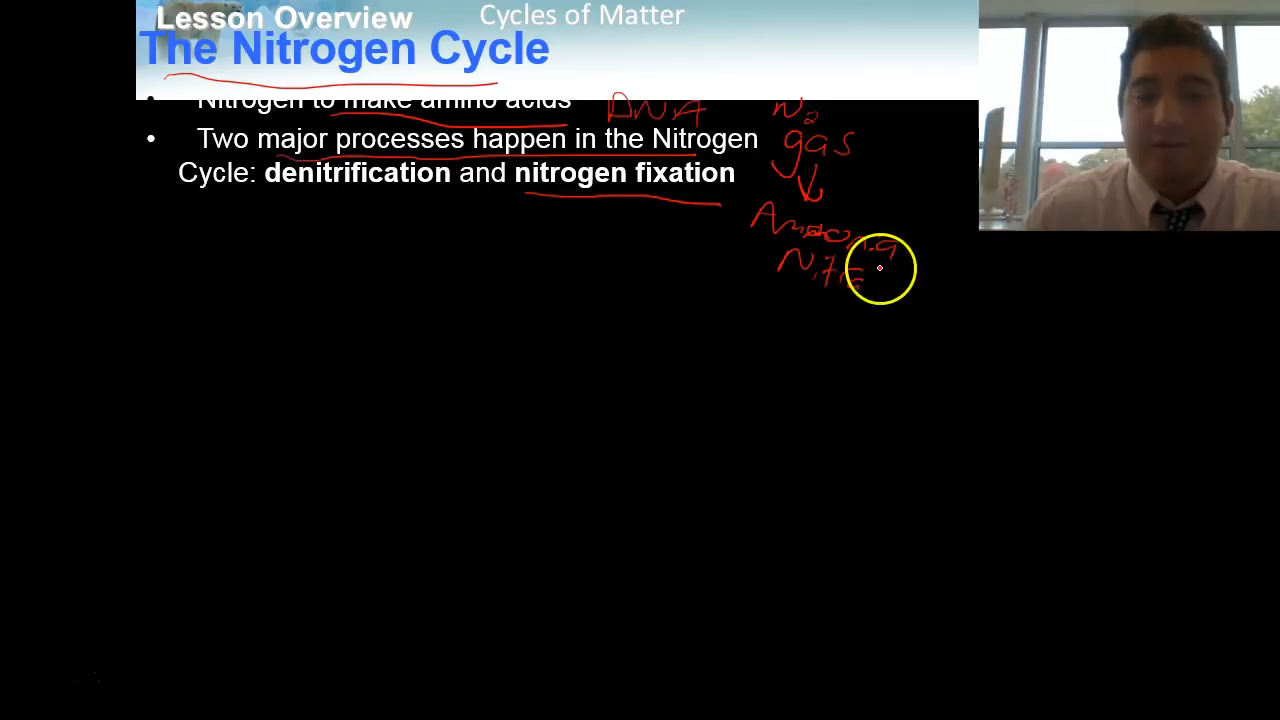 Lesson Overview Cycles of Matter
The Nitrogen Cycle
• Nitrogen to make amino acids DNA N2
• Two major processes happen in the Nitrogen gas
Cycle: denitrification and nitrogen fixation